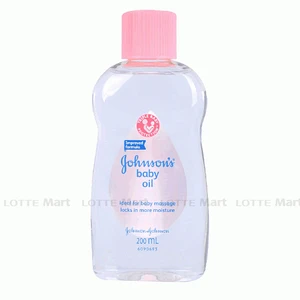 Johnson's
baby
oil
ideal for baby massage
locks in more moisture
Johnson & Johnson
200 mL
LOTTE Mart LOTTE Mart LOTTE Mart